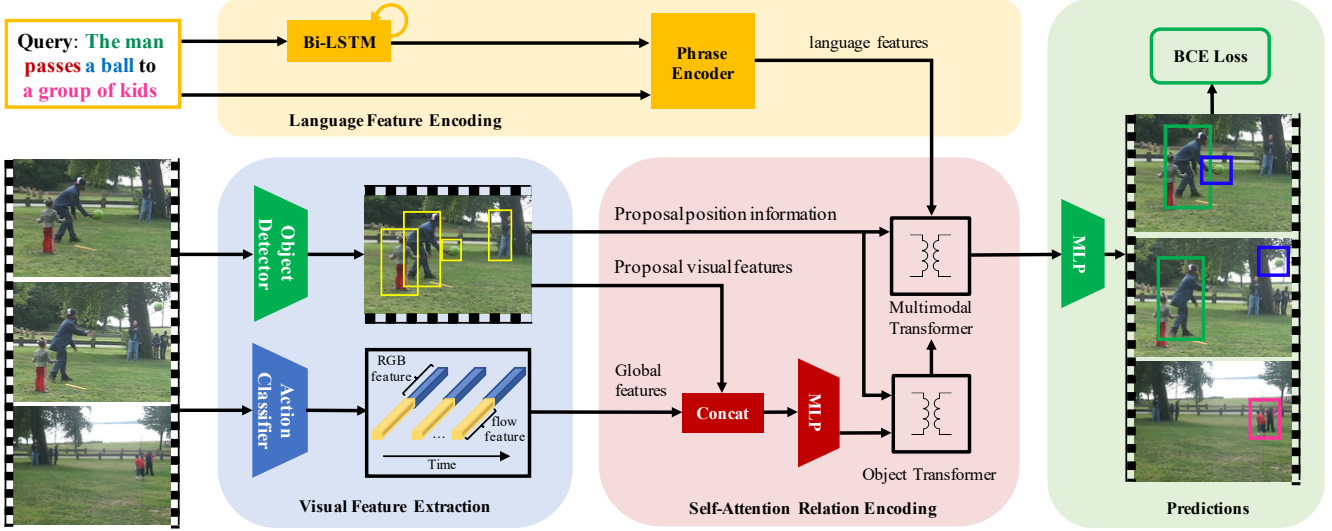 Query: The man
passes a ball to
a group of kids
Bi-LSTM
Phrase
Encoder
language features
Language Feature Encoding
Object
Detector
Action
Classifier
RGB
feature
...
flow
feature
Time
Visual Feature Extraction
Proposal position information
Proposal visual features
Global
features
Concat
MLP
Multimodal
Transformer
Object Transformer
Self-Attention Relation Encoding
MLP
BCE Loss
Predictions